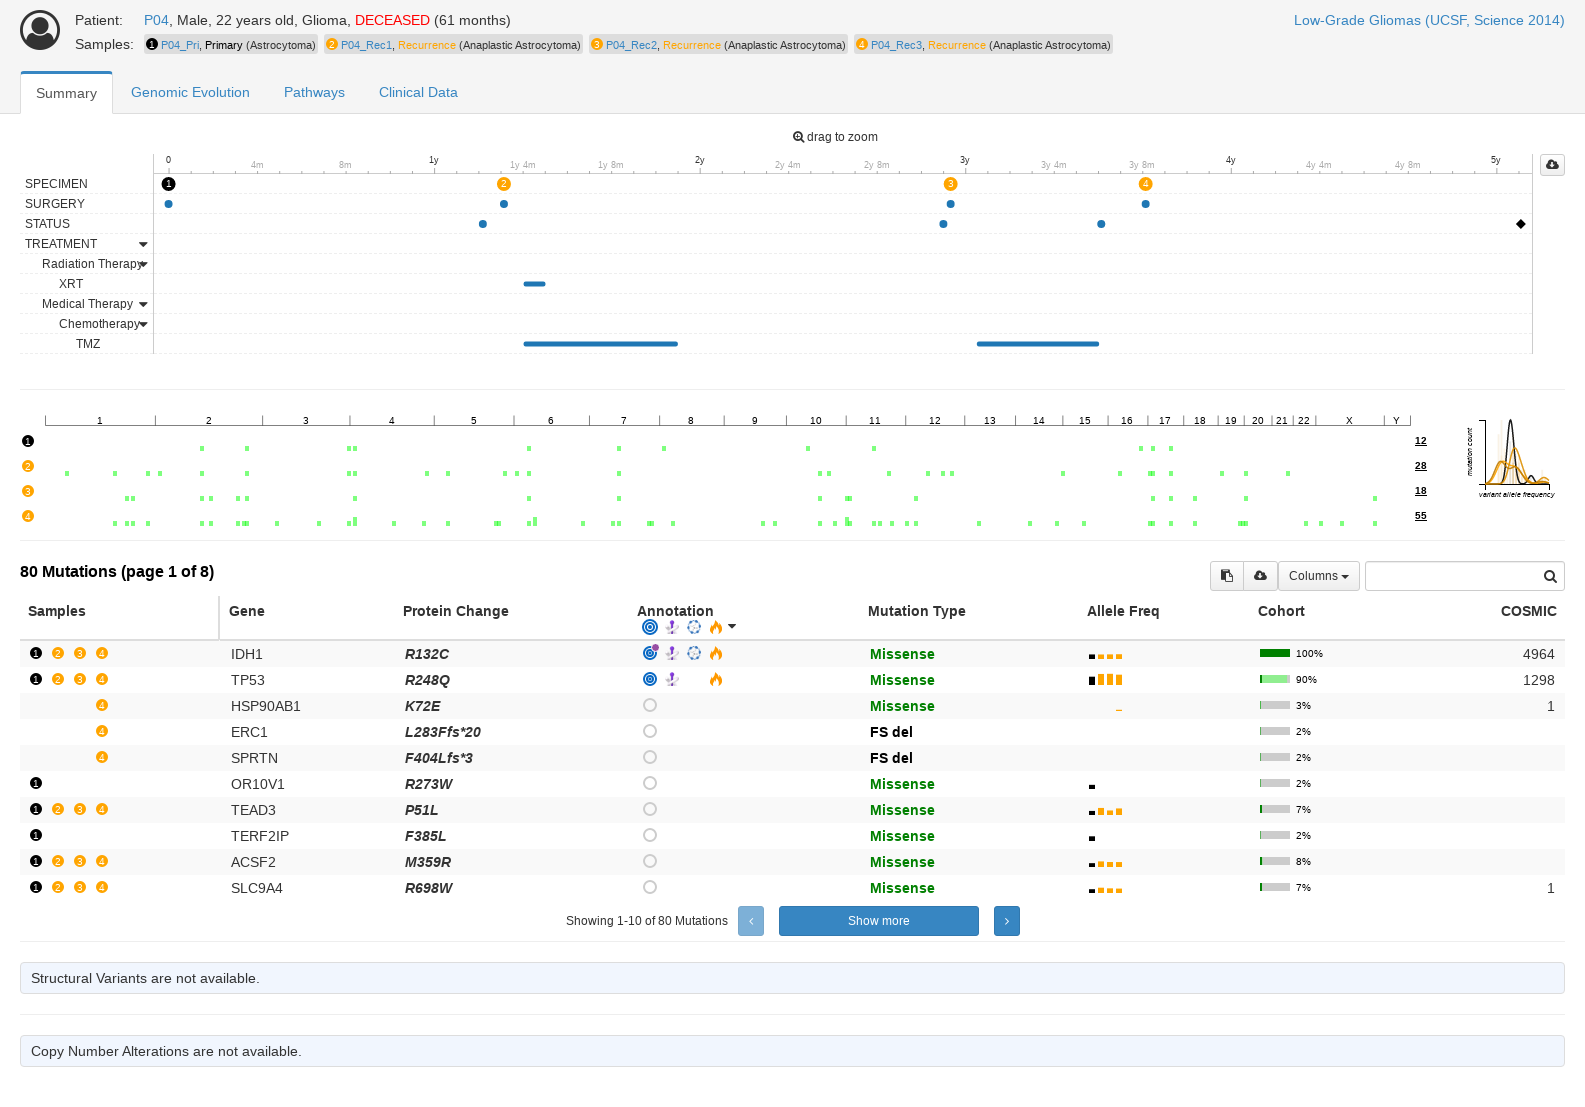 Patient: P04, Male, 22 years old, Glioma, DECEASED (61 months) Low-Grade Gliomas (UCSF, Science 2014)
Samples: 1 P04_Pri, Primary (Astrocytoma) 2 P04_Rec1, Recurrence (Anaplastic Astrocytoma) 3 P04_Rec2, Recurrence (Anaplastic Astrocytoma) 4 P04_Rec3, Recurrence (Anaplastic Astrocytoma)
Summary Genomic Evolution Pathways Clinical Data
drag to zoom
0 4m 8m 1y 1y 4m 1y 8m 2y 2y 4m 2y 8m 3y 3y 4m 3y 8m 4y 4y 4m 4y 8m 5y
SPECIMEN 1 2 3 4
SURGERY
STATUS
TREATMENT
Radiation Therapy
XRT
Medical Therapy
Chemotherapy
TMZ
1 2 3 4 5 6 7 8 9 10 11 12 13 14 15 16 17 18 19 20 21 22 X Y
1 12
2 28
3 18
4 55
mutation count
variant allele frequency
80 Mutations (page 1 of 8) Columns
Samples Gene Protein Change Annotation Mutation Type Allele Freq Cohort COSMIC
1 2 3 4 IDH1 R132C Missense 100% 4964
1 2 3 4 TP53 R248Q Missense 90% 1298
4 HSP90AB1 K72E Missense 3% 1
4 ERC1 L283Ffs*20 FS del 2%
4 SPRTN F404Lfs*3 FS del 2%
1 OR10V1 R273W Missense 2%
1 2 3 4 TEAD3 P51L Missense 7%
1 TERF2IP F385L Missense 2%
1 2 3 4 ACSF2 M359R Missense 8%
1 2 3 4 SLC9A4 R698W Missense 7% 1
Showing 1-10 of 80 Mutations ‹ Show more ›
Structural Variants are not available.
Copy Number Alterations are not available.